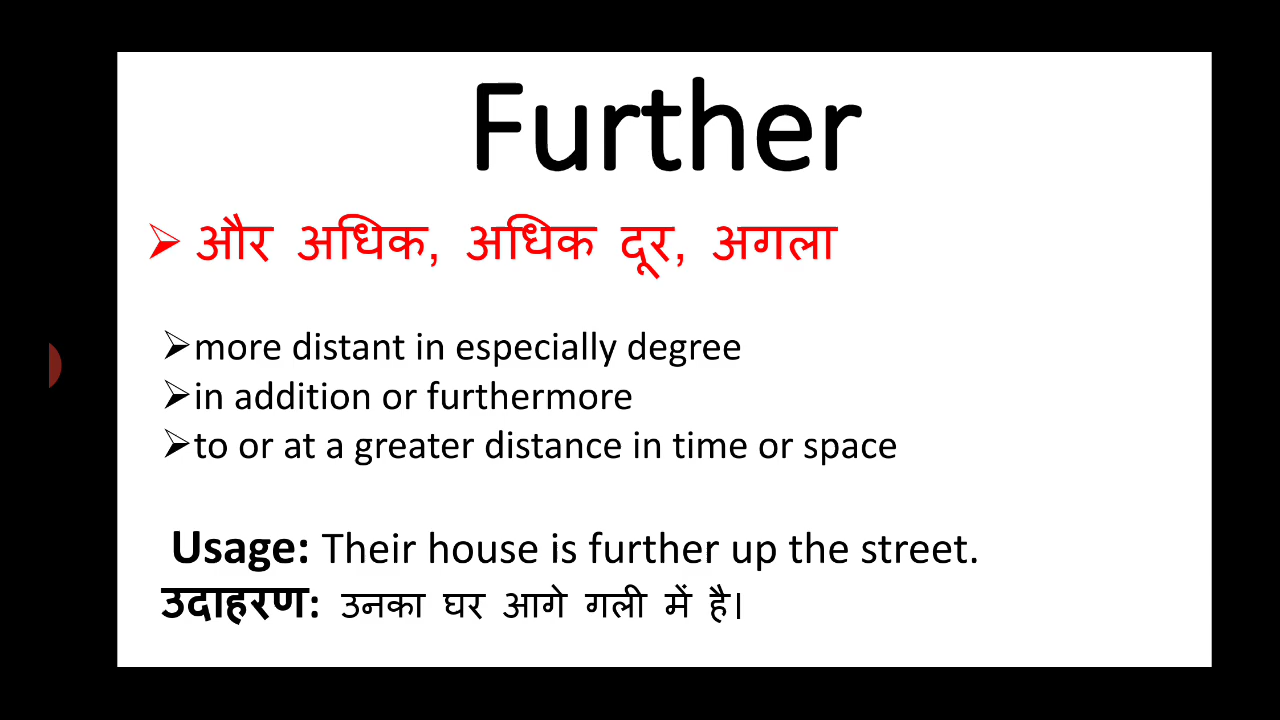 Further
➢ और अधिक, अधिक दूर, अगला
➢more distant in especially degree
➢in addition or furthermore
➢to or at a greater distance in time or space
Usage: Their house is further up the street.
उदाहरण: उनका घर आगे गली में है।